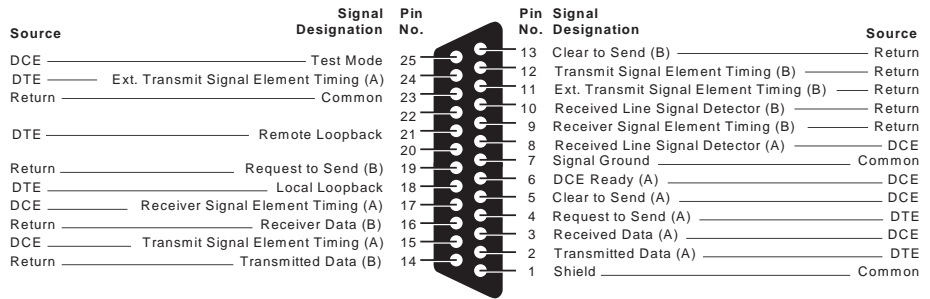 Source Signal Designation Pin No.
DCE Test Mode 25
DTE Ext. Transmit Signal Element Timing (A) 24
Return Common 23
22
DTE Remote Loopback 21
20
Return Request to Send (B) 19
DTE Local Loopback 18
DCE Receiver Signal Element Timing (A) 17
Return Receiver Data (B) 16
DCE Transmit Signal Element Timing (A) 15
Return Transmitted Data (B) 14
Pin No. Signal Designation Source
13 Clear to Send (B) Return
12 Transmit Signal Element Timing (B) Return
11 Ext. Transmit Signal Element Timing (B) Return
10 Received Line Signal Detector (B) Return
9 Receiver Signal Element Timing (B) Return
8 Received Line Signal Detector (A) DCE
7 Signal Ground Common
6 DCE Ready (A) DCE
5 Clear to Send (A) DCE
4 Request to Send (A) DTE
3 Received Data (A) DCE
2 Transmitted Data (A) DTE
1 Shield Common